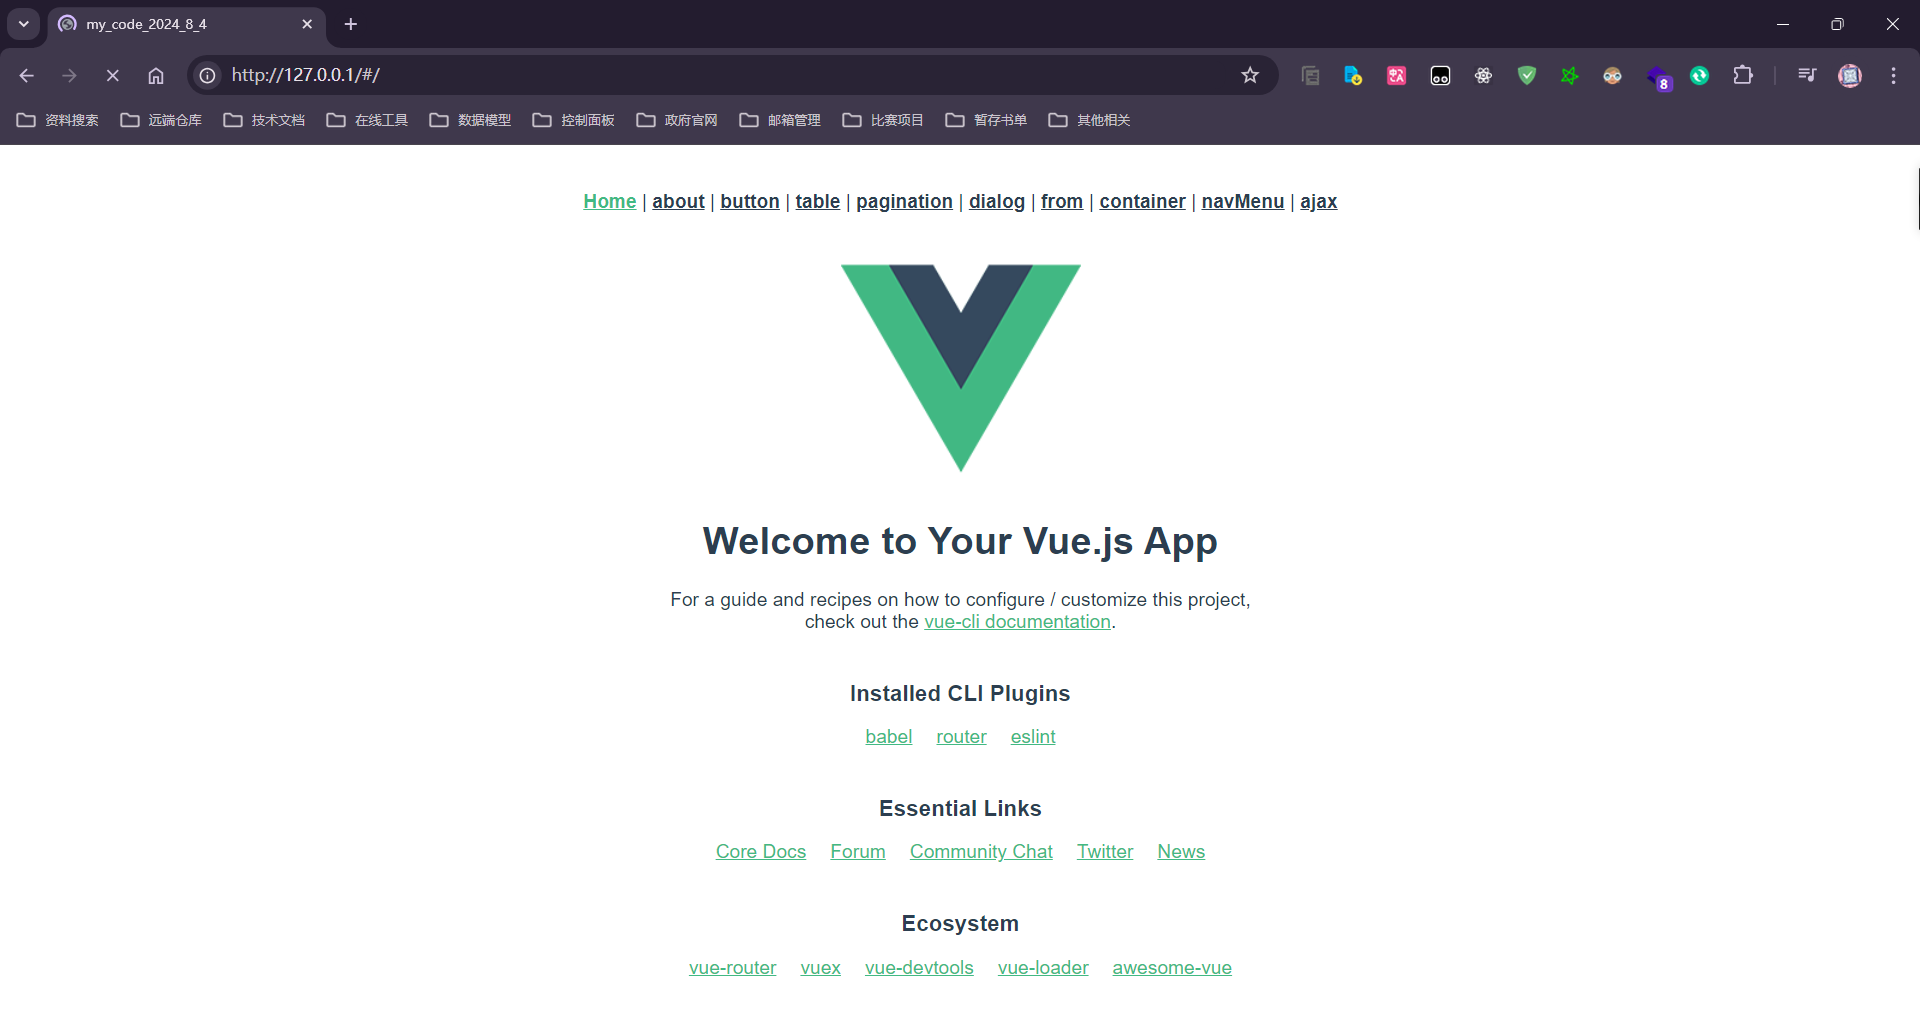 my_code_2024_8_4
http://127.0.0.1/#/
8
资料搜索 远端仓库 技术文档 在线工具 数据模型 控制面板 政府官网 邮箱管理 比赛项目 暂存书单 其他相关
Home | about | button | table | pagination | dialog | from | container | navMenu | ajax
Welcome to Your Vue.js App
For a guide and recipes on how to configure / customize this project,
check out the vue-cli documentation.
Installed CLI Plugins
babel router eslint
Essential Links
Core Docs Forum Community Chat Twitter News
Ecosystem
vue-router vuex vue-devtools vue-loader awesome-vue